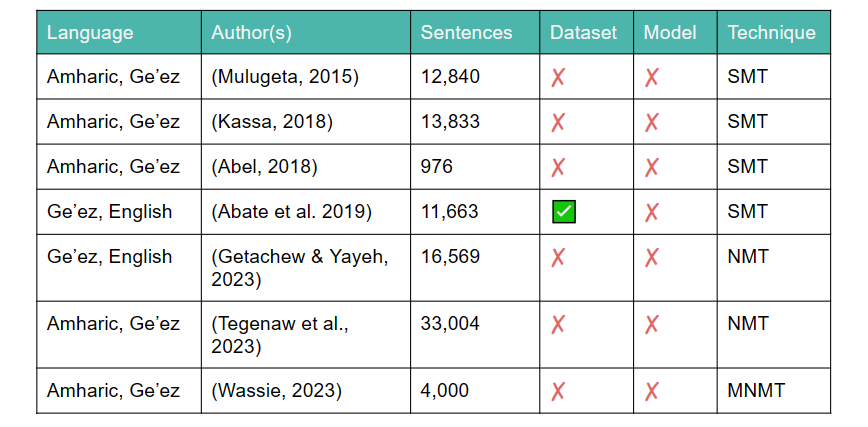 Language Author(s) Sentences Dataset Model Technique
Amharic, Ge’ez (Mulugeta, 2015) 12,840 ✗ ✗ SMT
Amharic, Ge’ez (Kassa, 2018) 13,833 ✗ ✗ SMT
Amharic, Ge’ez (Abel, 2018) 976 ✗ ✗ SMT
Ge’ez, English (Abate et al. 2019) 11,663 ✅ ✗ SMT
Ge’ez, English (Getachew & Yayeh, 16,569 ✗ ✗ NMT
2023)
Amharic, Ge’ez (Tegenaw et al., 33,004 ✗ ✗ NMT
2023)
Amharic, Ge’ez (Wassie, 2023) 4,000 ✗ ✗ MNMT